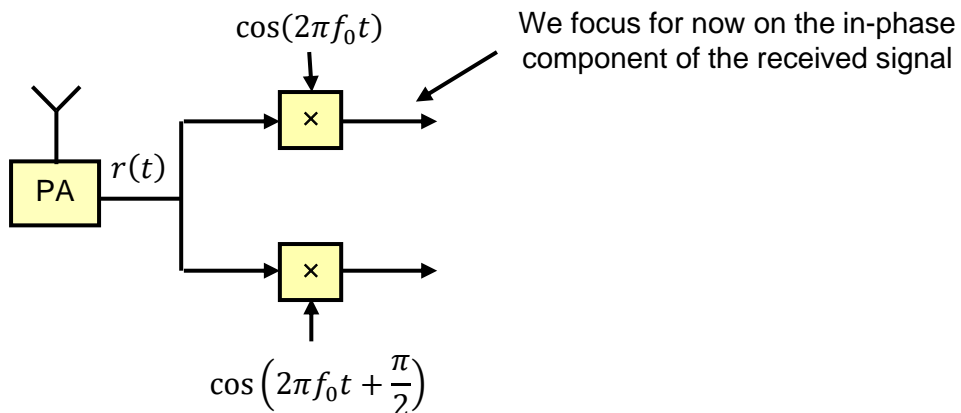 cos(2πf₀t)
We focus for now on the in-phase
component of the received signal
×
r(t)
PA
×
cos(2πf₀t + π/2)